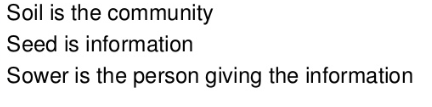 Soil is the community
Seed is information
Sower is the person giving the information